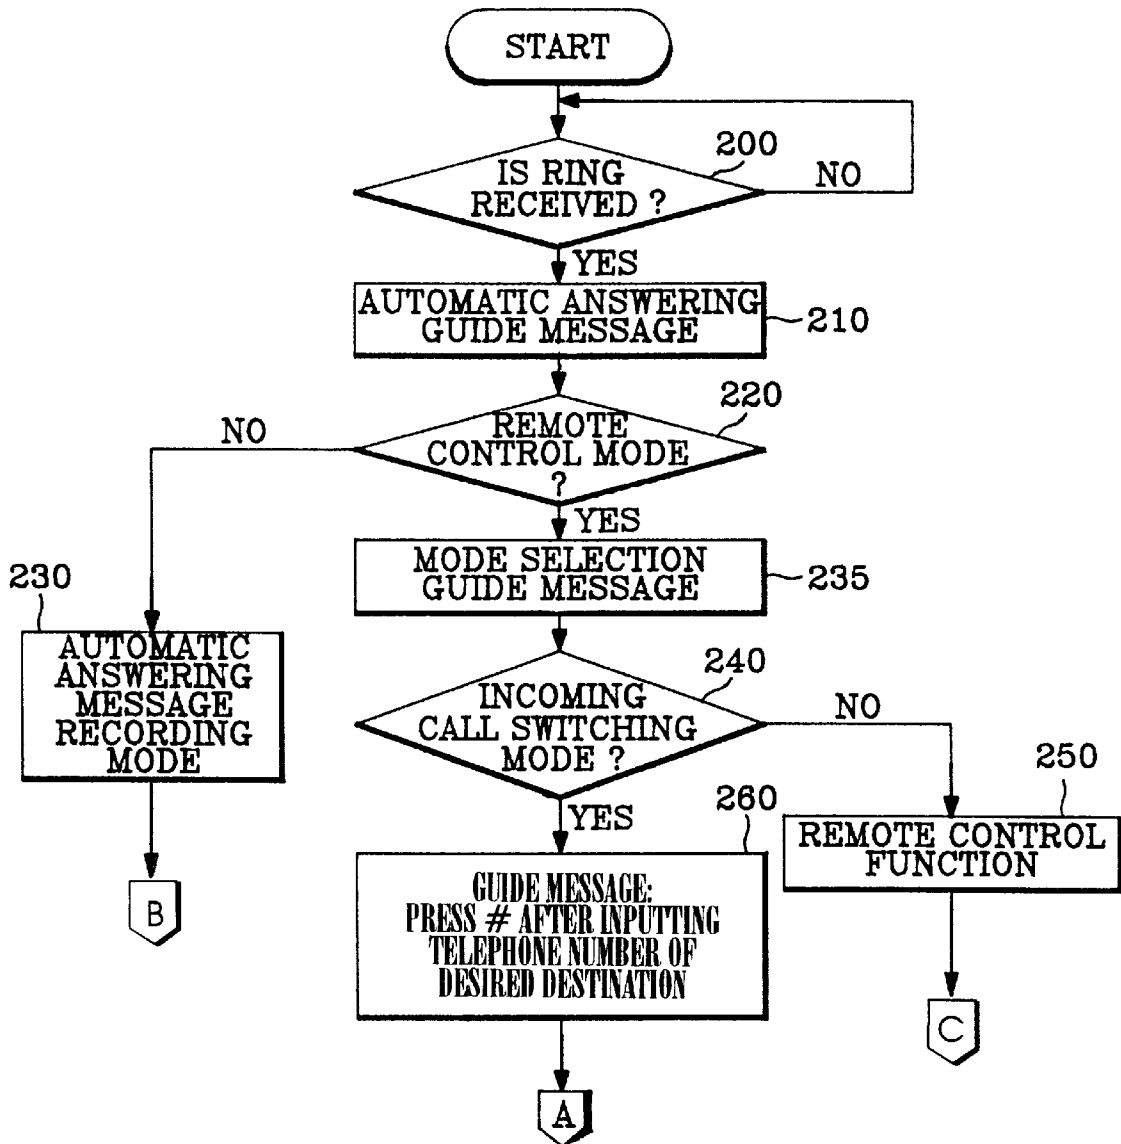 START
200
IS RING
RECEIVED ?
NO
YES
AUTOMATIC ANSWERING
GUIDE MESSAGE
210
220
REMOTE
CONTROL MODE
?
NO
YES
MODE SELECTION
GUIDE MESSAGE
235
230
AUTOMATIC
ANSWERING
MESSAGE
RECORDING
MODE
240
INCOMING
CALL SWITCHING
MODE ?
NO
YES
250
REMOTE CONTROL
FUNCTION
260
GUIDE MESSAGE:
PRESS # AFTER INPUTTING
TELEPHONE NUMBER OF
DESIRED DESTINATION
B
C
A